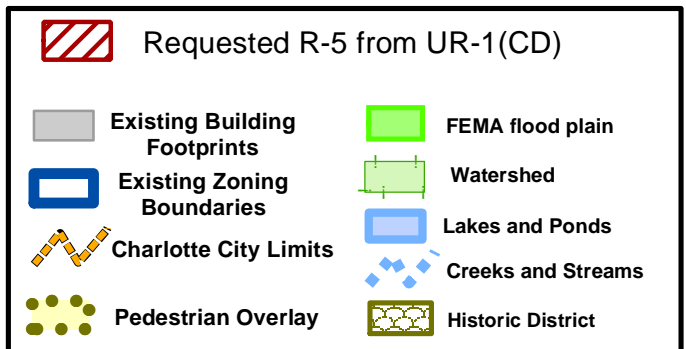 Requested R-5 from UR-1(CD)
Existing Building
Footprints
Existing Zoning
Boundaries
Charlotte City Limits
Pedestrian Overlay
FEMA flood plain
Watershed
Lakes and Ponds
Creeks and Streams
Historic District